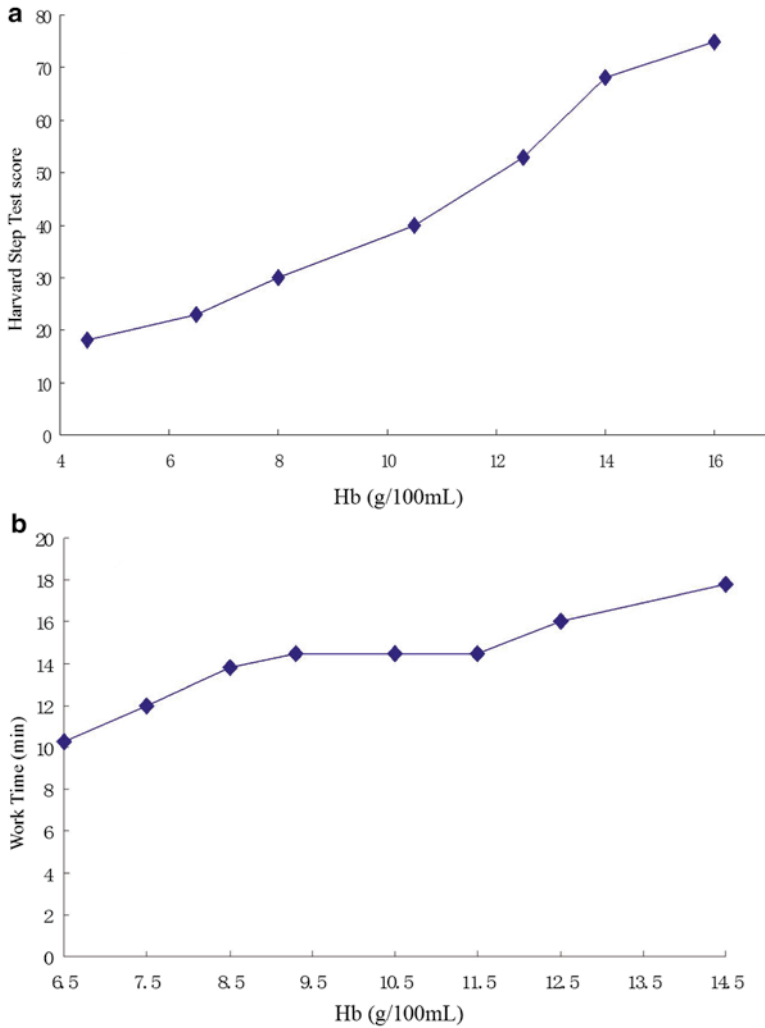 a
80
70
60
50
40
30
20
10
0
Harvard Step Test score
4 6 8 10 12 14 16
Hb (g/100mL)
b
20
18
16
14
12
10
8
6
4
2
0
Work Time (min)
6.5 7.5 8.5 9.5 10.5 11.5 12.5 13.5 14.5
Hb (g/100mL)